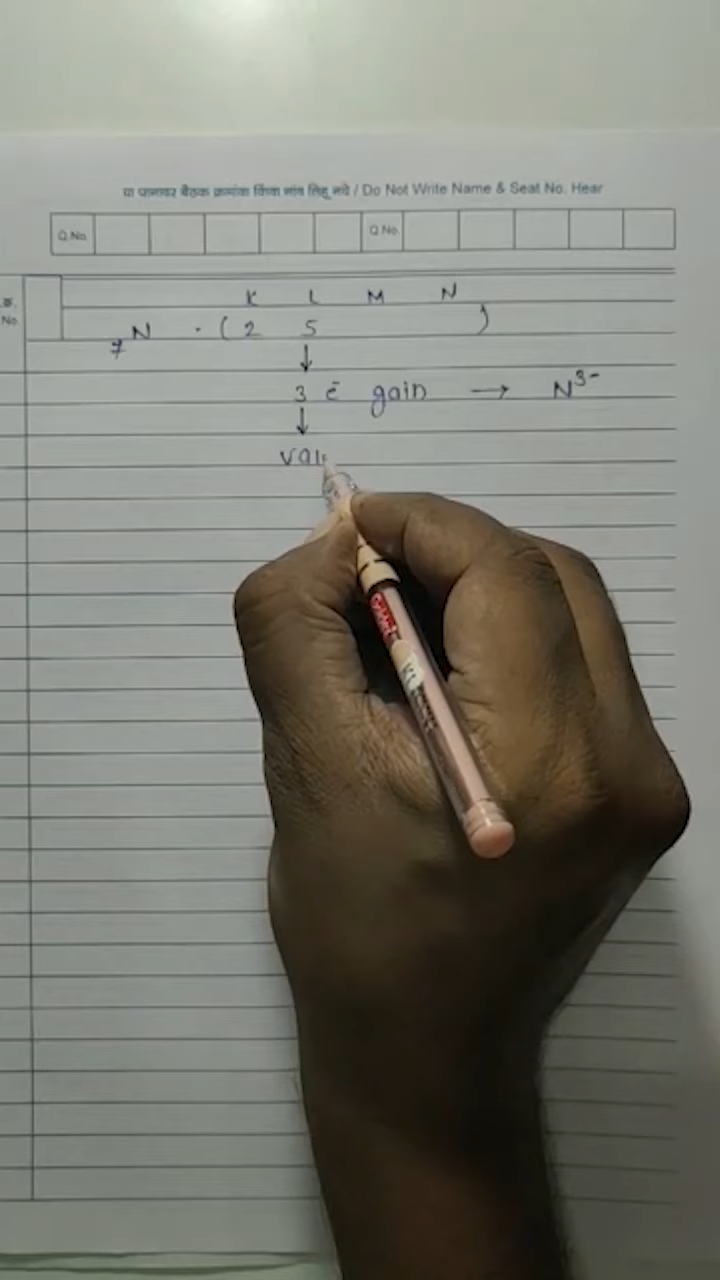 या पानावर बैठक क्रमांक किंवा नांव लिहू नये / Do Not Write Name & Seat No. Hear
Q.No. Q.No.
क्र.
No.
K L M N
₇N · ( 2 5 )
↓
3 ē gain → N³⁻
↓
val